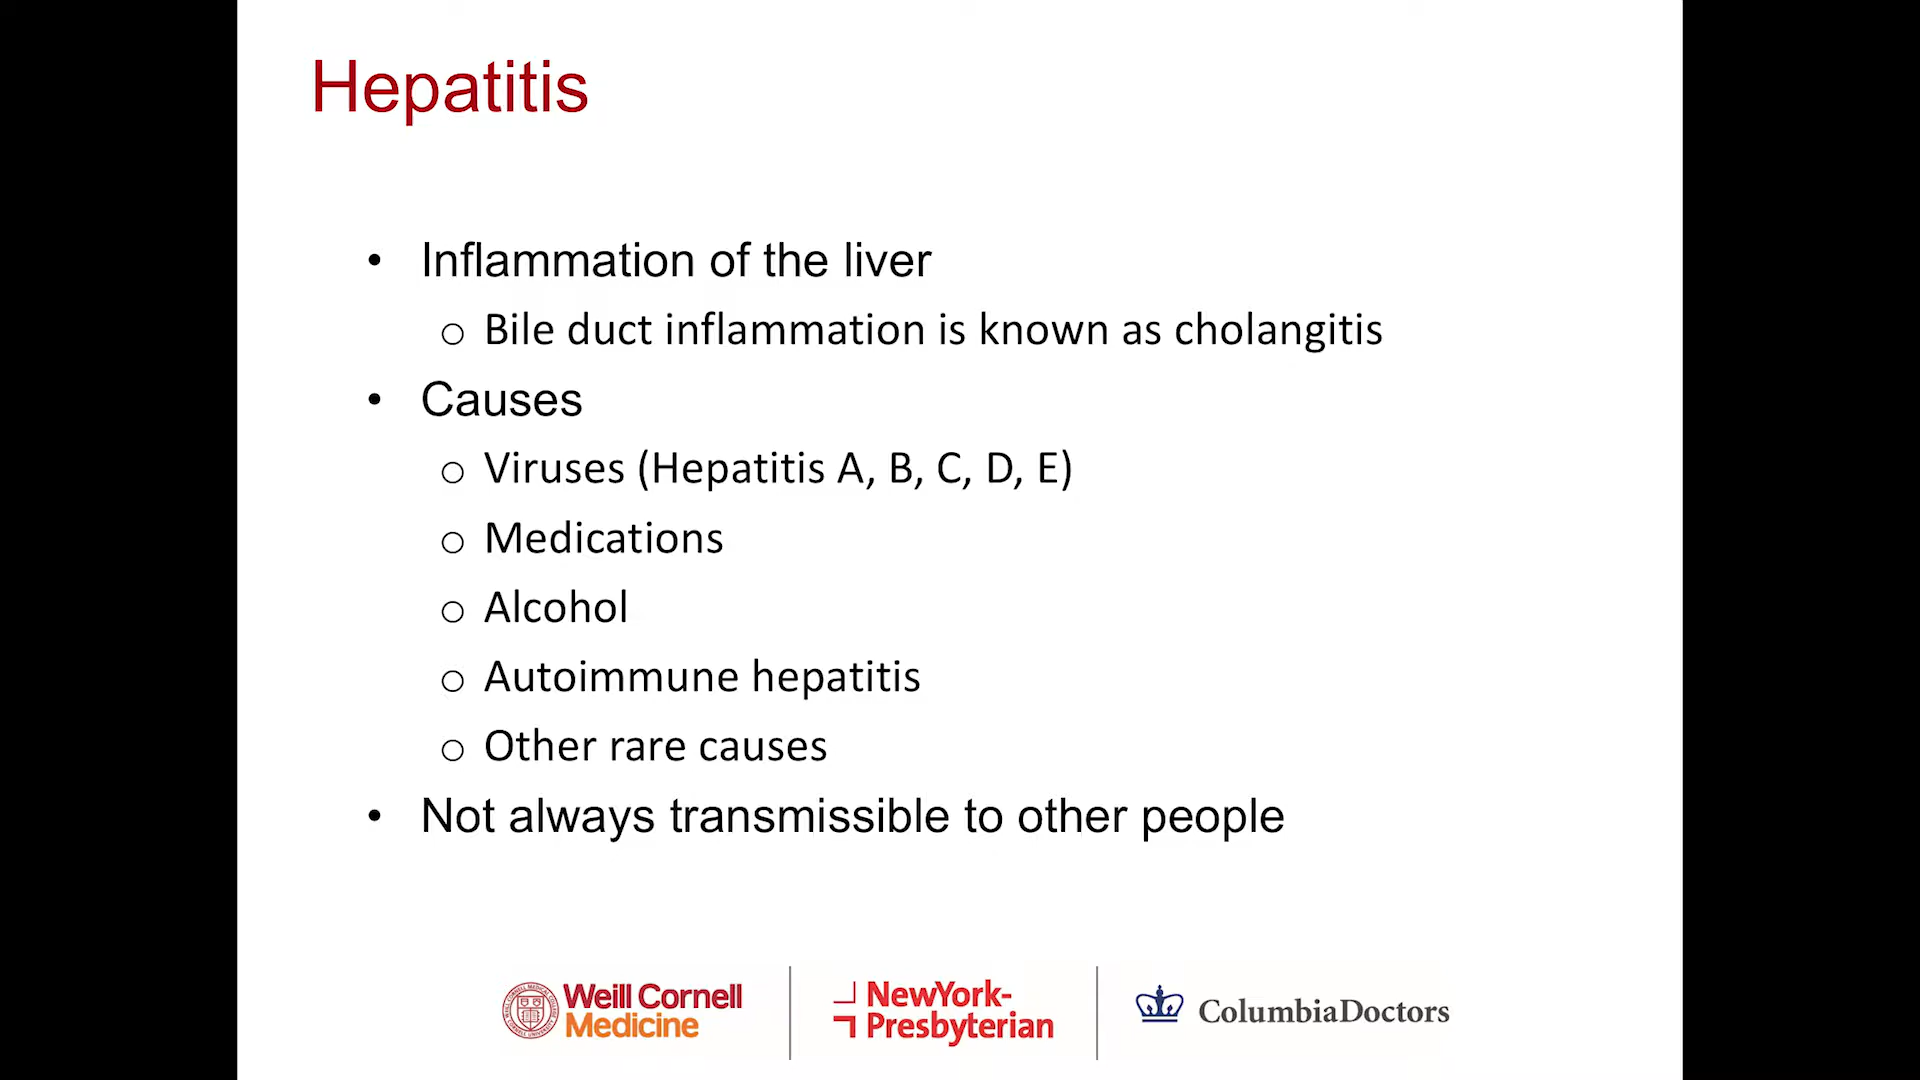 Hepatitis
• Inflammation of the liver
o Bile duct inflammation is known as cholangitis
• Causes
o Viruses (Hepatitis A, B, C, D, E)
o Medications
o Alcohol
o Autoimmune hepatitis
o Other rare causes
• Not always transmissible to other people
Weill Cornell
Medicine
NewYork-
Presbyterian
ColumbiaDoctors